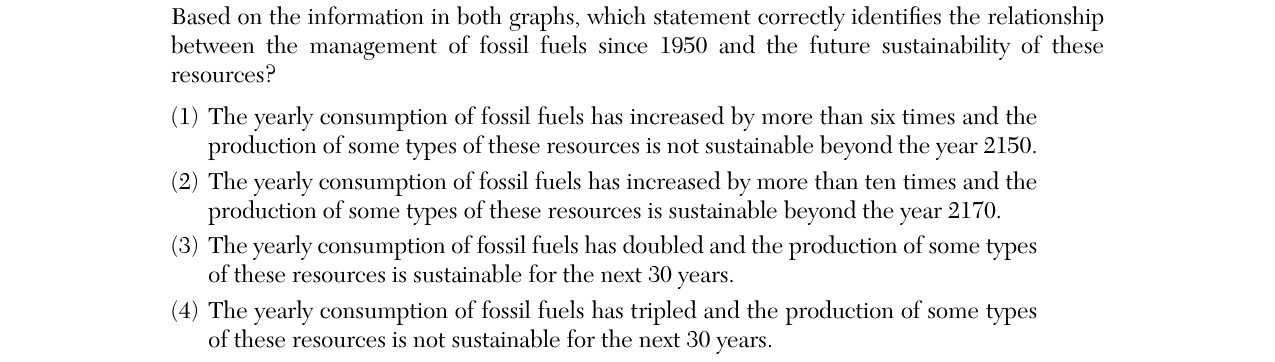 Based on the information in both graphs, which statement correctly identifies the relationship
between the management of fossil fuels since 1950 and the future sustainability of these
resources?
(1) The yearly consumption of fossil fuels has increased by more than six times and the
production of some types of these resources is not sustainable beyond the year 2150.
(2) The yearly consumption of fossil fuels has increased by more than ten times and the
production of some types of these resources is sustainable beyond the year 2170.
(3) The yearly consumption of fossil fuels has doubled and the production of some types
of these resources is sustainable for the next 30 years.
(4) The yearly consumption of fossil fuels has tripled and the production of some types
of these resources is not sustainable for the next 30 years.